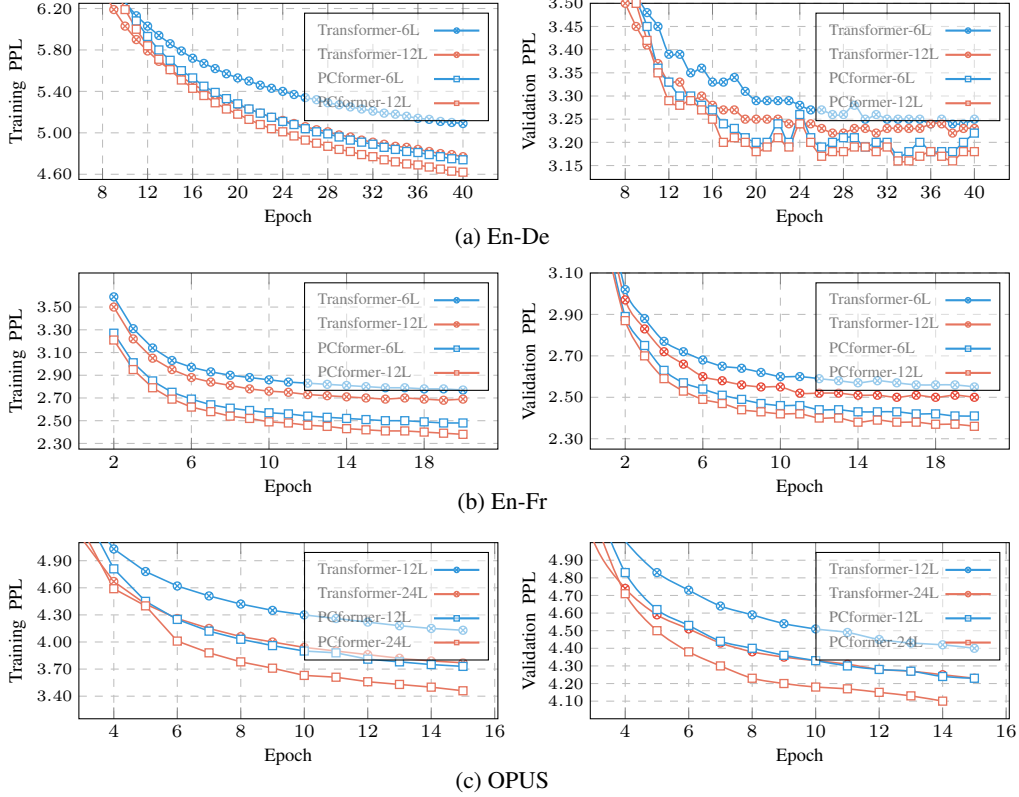 6.20
5.80
5.40
5.00
4.60
Training PPL
8 12 16 20 24 28 32 36 40
Epoch
Transformer-6L
Transformer-12L
PCformer-6L
PCformer-12L
3.50
3.45
3.40
3.35
3.30
3.25
3.20
3.15
Validation PPL
8 12 16 20 24 28 32 36 40
Epoch
Transformer-6L
Transformer-12L
PCformer-6L
PCformer-12L
(a) En-De
3.50
3.30
3.10
2.90
2.70
2.50
2.30
Training PPL
2 6 10 14 18
Epoch
Transformer-6L
Transformer-12L
PCformer-6L
PCformer-12L
3.10
2.90
2.70
2.50
2.30
Validation PPL
2 6 10 14 18
Epoch
Transformer-6L
Transformer-12L
PCformer-6L
PCformer-12L
(b) En-Fr
4.90
4.60
4.30
4.00
3.70
3.40
Training PPL
4 6 8 10 12 14 16
Epoch
Transformer-12L
Transformer-24L
PCformer-12L
PCformer-24L
4.90
4.80
4.70
4.60
4.50
4.40
4.30
4.20
4.10
Validation PPL
4 6 8 10 12 14 16
Epoch
Transformer-12L
Transformer-24L
PCformer-12L
PCformer-24L
(c) OPUS